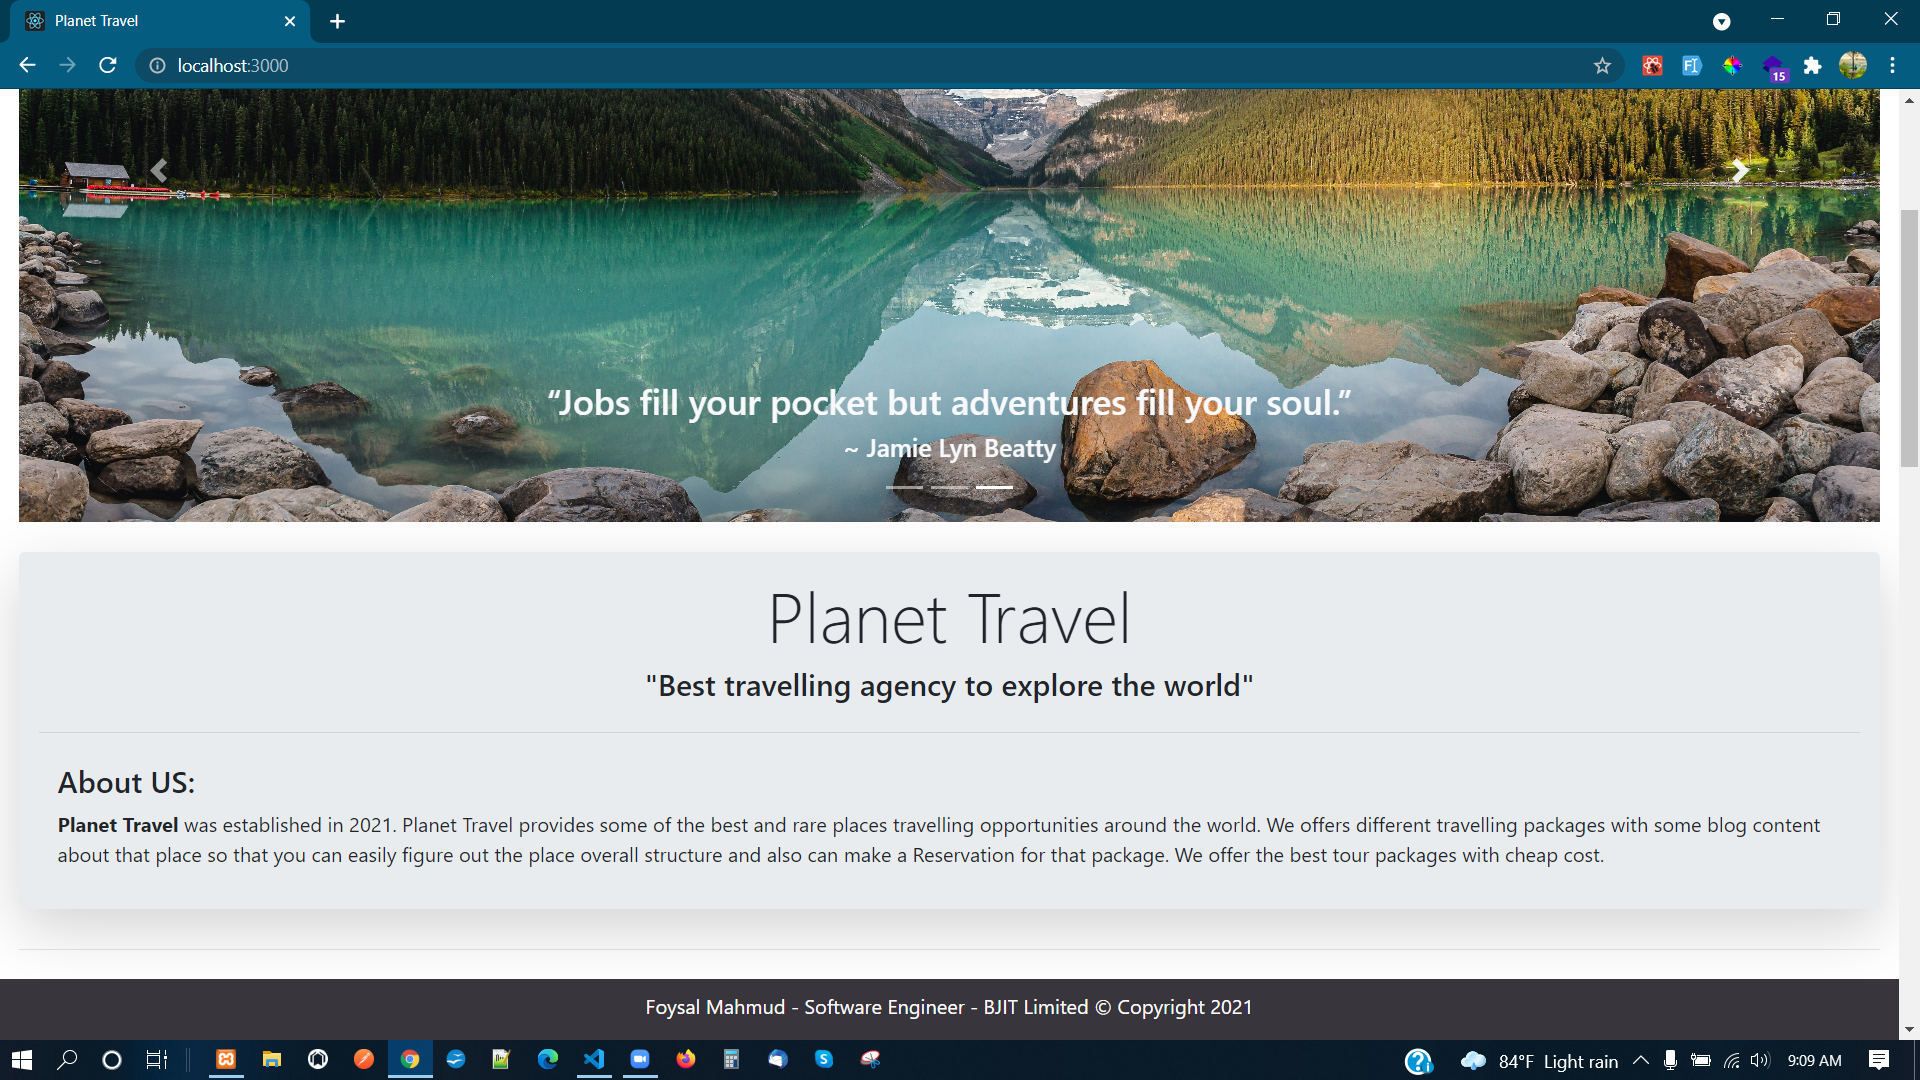 Planet Travel
localhost:3000
15
“Jobs fill your pocket but adventures fill your soul.”
~ Jamie Lyn Beatty
Planet Travel
"Best travelling agency to explore the world"
About US:
Planet Travel was established in 2021. Planet Travel provides some of the best and rare places travelling opportunities around the world. We offers different travelling packages with some blog content
about that place so that you can easily figure out the place overall structure and also can make a Reservation for that package. We offer the best tour packages with cheap cost.
Foysal Mahmud - Software Engineer - BJIT Limited © Copyright 2021
84°F Light rain 9:09 AM